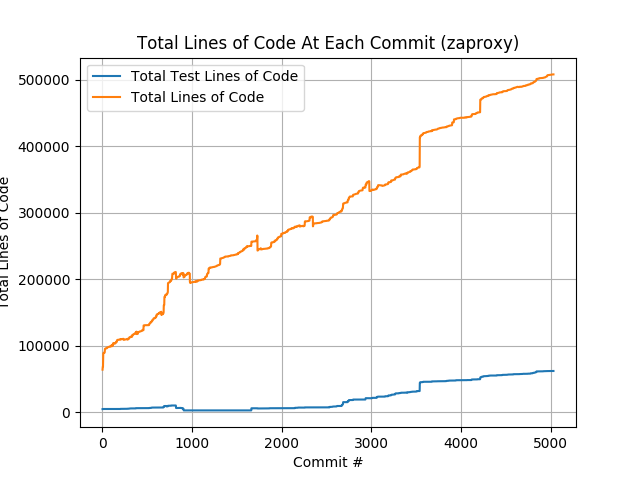 Total Lines of Code At Each Commit (zaproxy)
Total Test Lines of Code
Total Lines of Code
Total Lines of Code
500000
400000
300000
200000
100000
0
0 1000 2000 3000 4000 5000
Commit #